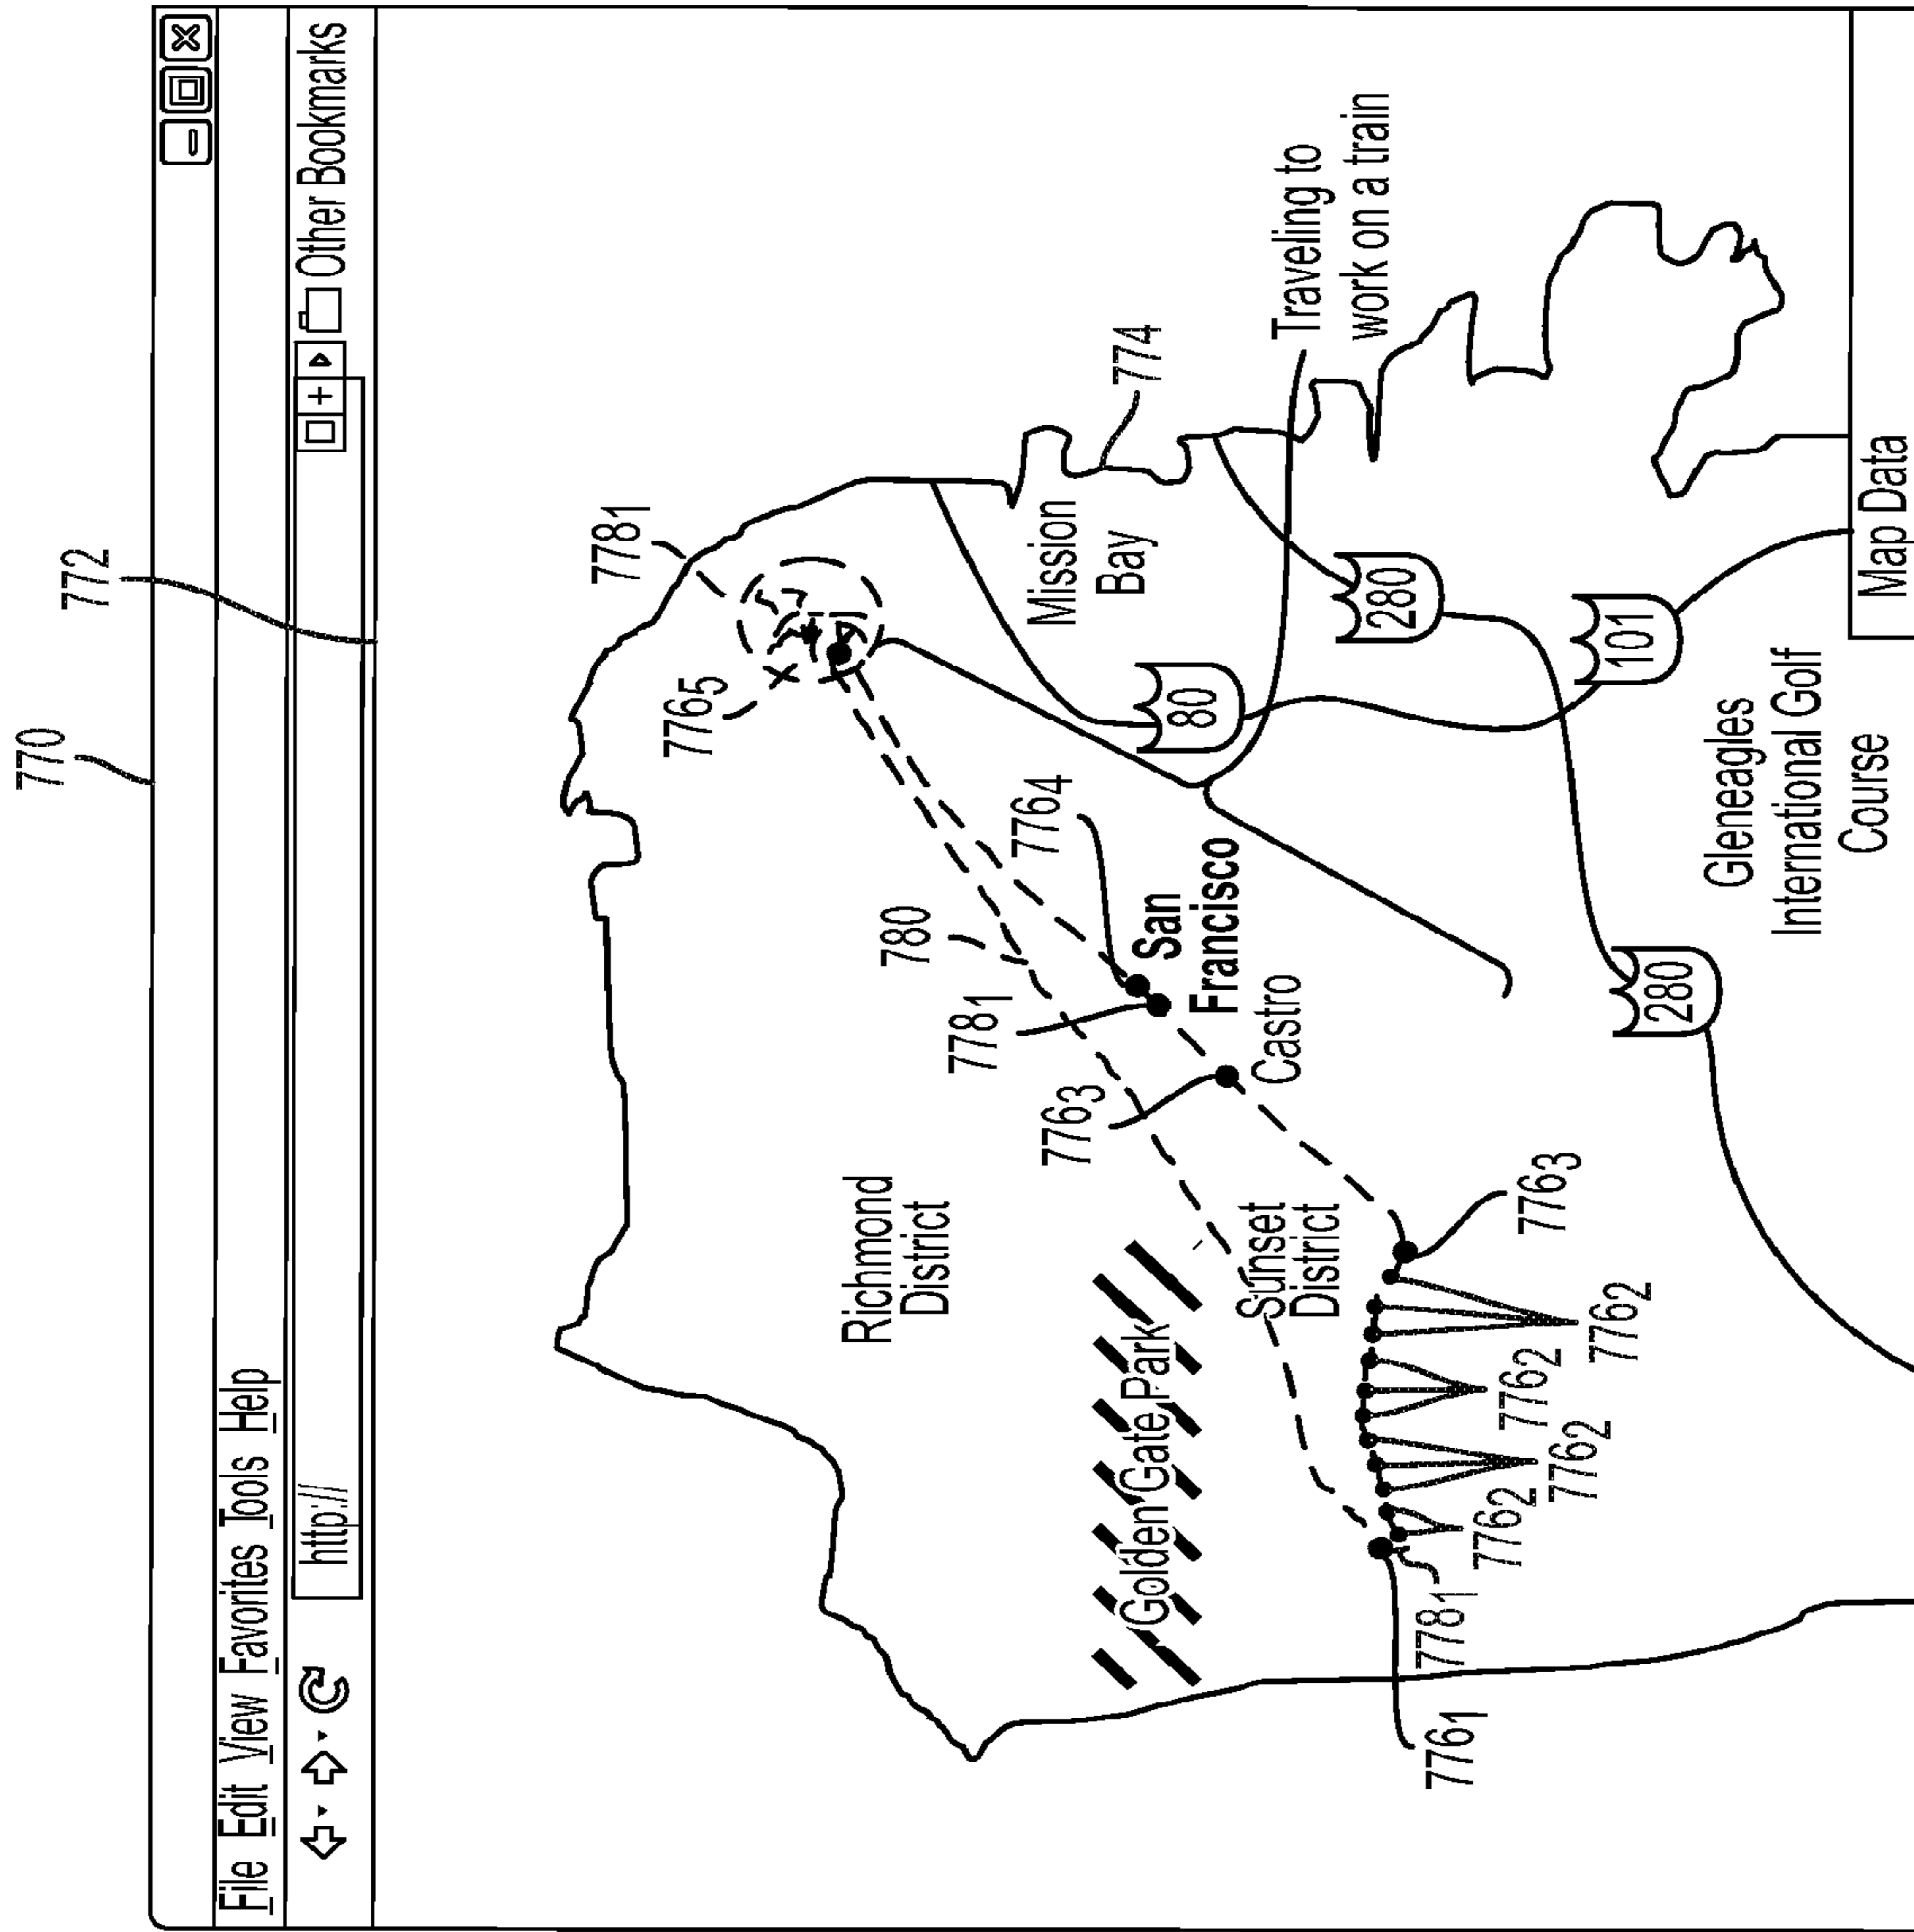 770
772
File Edit View Favorites Tools Help
http://
Other Bookmarks
7781
7765
774
Mission
Bay
Traveling to
work on a train
780
7781
7764
7763
Richmond
District
San
Francisco
Castro
80
280
101
280
Golden Gate Park
Sunset
District
7763
7762
7762
7762
7762
7781
7761
Gleneagles
International Golf
Course
Map Data